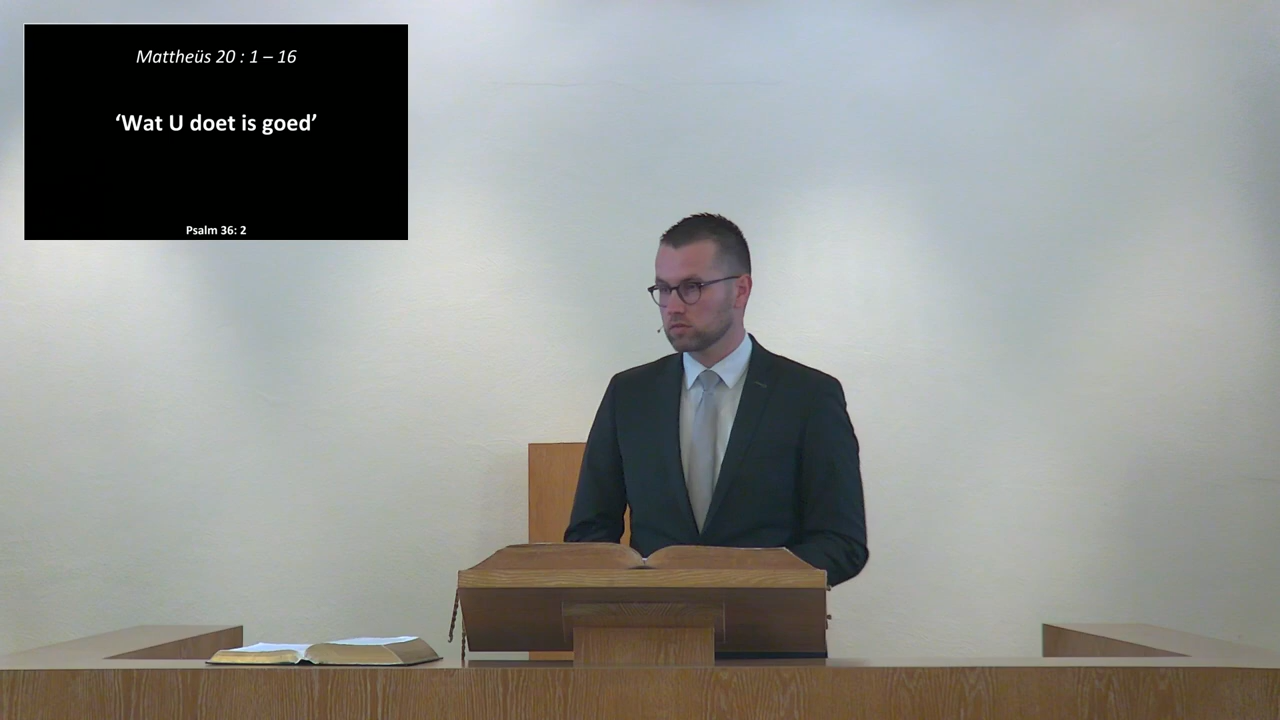 Mattheüs 20 : 1 – 16
‘Wat U doet is goed’
Psalm 36: 2